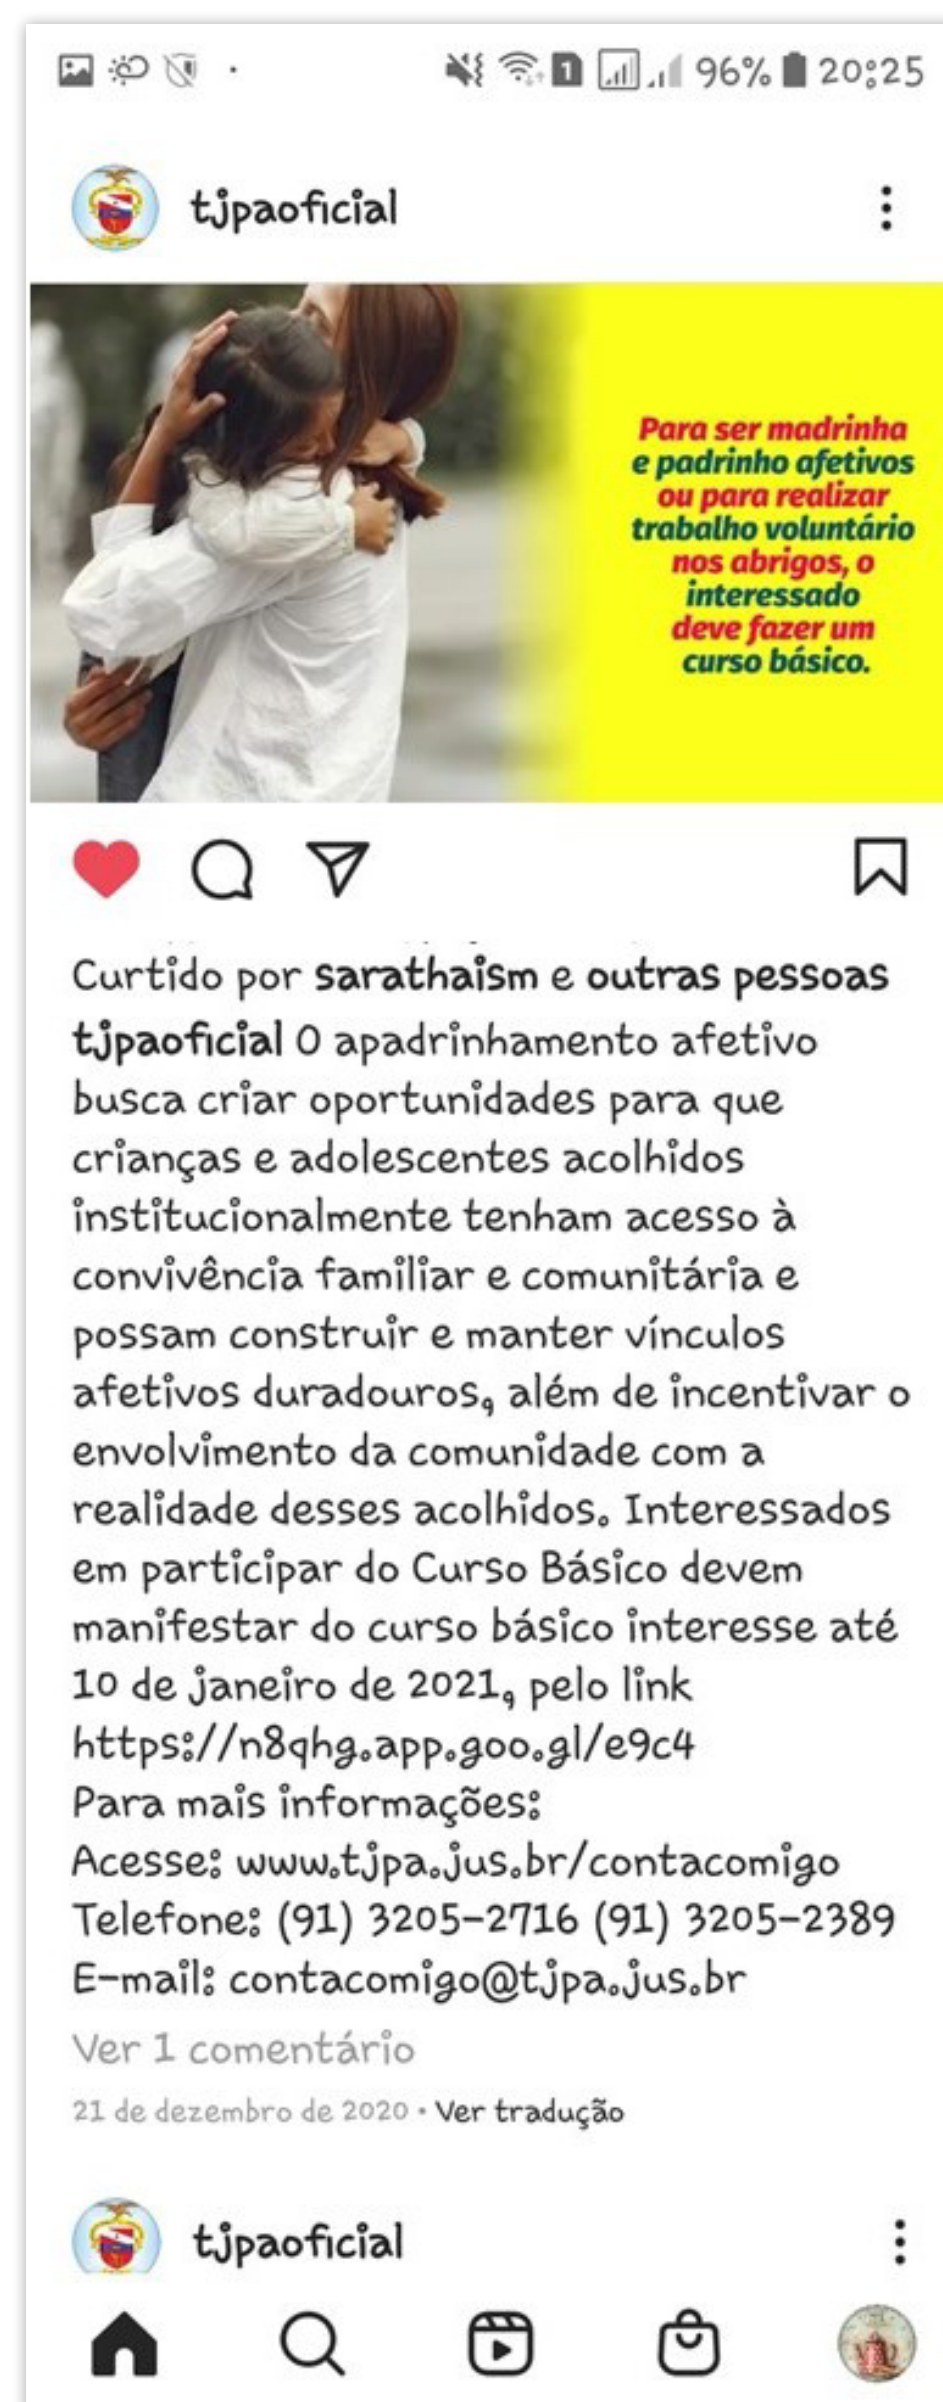 1 96% 20:25
tjpaoficial
Para ser madrinha
e padrinho afetivos
ou para realizar
trabalho voluntário
nos abrigos, o
interessado
deve fazer um
curso básico.
Curtido por sarathaism e outras pessoas
tjpaoficial O apadrinhamento afetivo
busca criar oportunidades para que
crianças e adolescentes acolhidos
institucionalmente tenham acesso à
convivência familiar e comunitária e
possam construir e manter vínculos
afetivos duradouros, além de incentivar o
envolvimento da comunidade com a
realidade desses acolhidos. Interessados
em participar do Curso Básico devem
manifestar do curso básico interesse até
10 de janeiro de 2021, pelo link
https://n8qhg.app.goo.gl/e9c4
Para mais informações:
Acesse: www.tjpa.jus.br/contacomigo
Telefone: (91) 3205-2716 (91) 3205-2389
E-mail: contacomigo@tjpa.jus.br
Ver 1 comentário
21 de dezembro de 2020 • Ver tradução
tjpaoficial